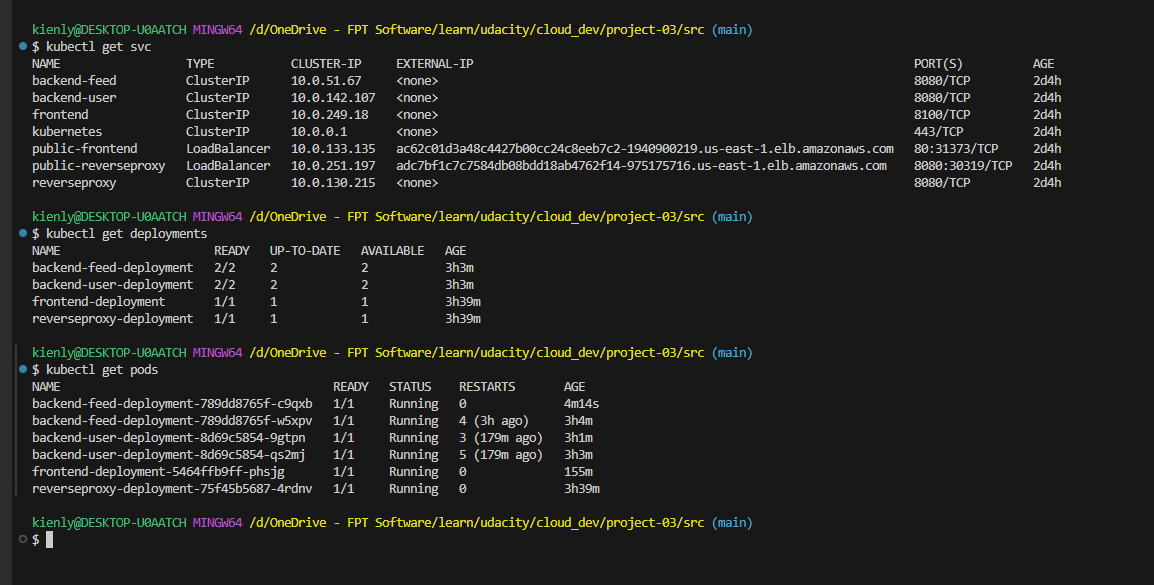 kienly@DESKTOP-U0AATCH MINGW64 /d/OneDrive - FPT Software/learn/udacity/cloud_dev/project-03/src (main)
$ kubectl get svc
NAME TYPE CLUSTER-IP EXTERNAL-IP PORT(S) AGE
backend-feed ClusterIP 10.0.51.67 <none> 8080/TCP 2d4h
backend-user ClusterIP 10.0.142.107 <none> 8080/TCP 2d4h
frontend ClusterIP 10.0.249.18 <none> 8100/TCP 2d4h
kubernetes ClusterIP 10.0.0.1 <none> 443/TCP 2d4h
public-frontend LoadBalancer 10.0.133.135 ac62c01d3a48c4427b00cc24c8eeb7c2-1940900219.us-east-1.elb.amazonaws.com 80:31373/TCP 2d4h
public-reverseproxy LoadBalancer 10.0.251.197 adc7bf1c7c7584db08bdd18ab4762f14-975175716.us-east-1.elb.amazonaws.com 8080:30319/TCP 2d4h
reverseproxy ClusterIP 10.0.130.215 <none> 8080/TCP 2d4h
kienly@DESKTOP-U0AATCH MINGW64 /d/OneDrive - FPT Software/learn/udacity/cloud_dev/project-03/src (main)
$ kubectl get deployments
NAME READY UP-TO-DATE AVAILABLE AGE
backend-feed-deployment 2/2 2 2 3h3m
backend-user-deployment 2/2 2 2 3h3m
frontend-deployment 1/1 1 1 3h39m
reverseproxy-deployment 1/1 1 1 3h39m
kienly@DESKTOP-U0AATCH MINGW64 /d/OneDrive - FPT Software/learn/udacity/cloud_dev/project-03/src (main)
$ kubectl get pods
NAME READY STATUS RESTARTS AGE
backend-feed-deployment-789dd8765f-c9qxb 1/1 Running 0 4m14s
backend-feed-deployment-789dd8765f-w5xpv 1/1 Running 4 (3h ago) 3h4m
backend-user-deployment-8d69c5854-9gtpn 1/1 Running 3 (179m ago) 3h1m
backend-user-deployment-8d69c5854-qs2mj 1/1 Running 5 (179m ago) 3h3m
frontend-deployment-5464ffb9ff-phsjg 1/1 Running 0 155m
reverseproxy-deployment-75f45b5687-4rdnv 1/1 Running 0 3h39m
kienly@DESKTOP-U0AATCH MINGW64 /d/OneDrive - FPT Software/learn/udacity/cloud_dev/project-03/src (main)
$